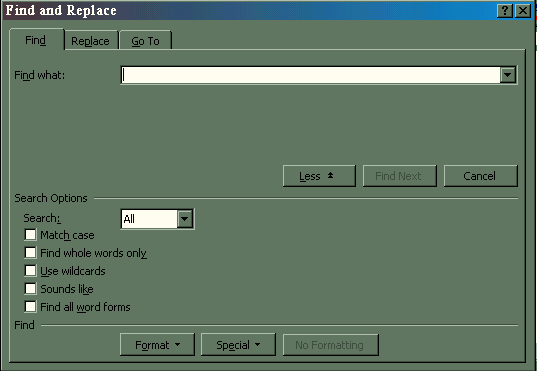 Find and Replace
Find Replace Go To
Find what:
Less Find Next Cancel
Search Options
Search: All
Match case
Find whole words only
Use wildcards
Sounds like
Find all word forms
Find
Format Special No Formatting